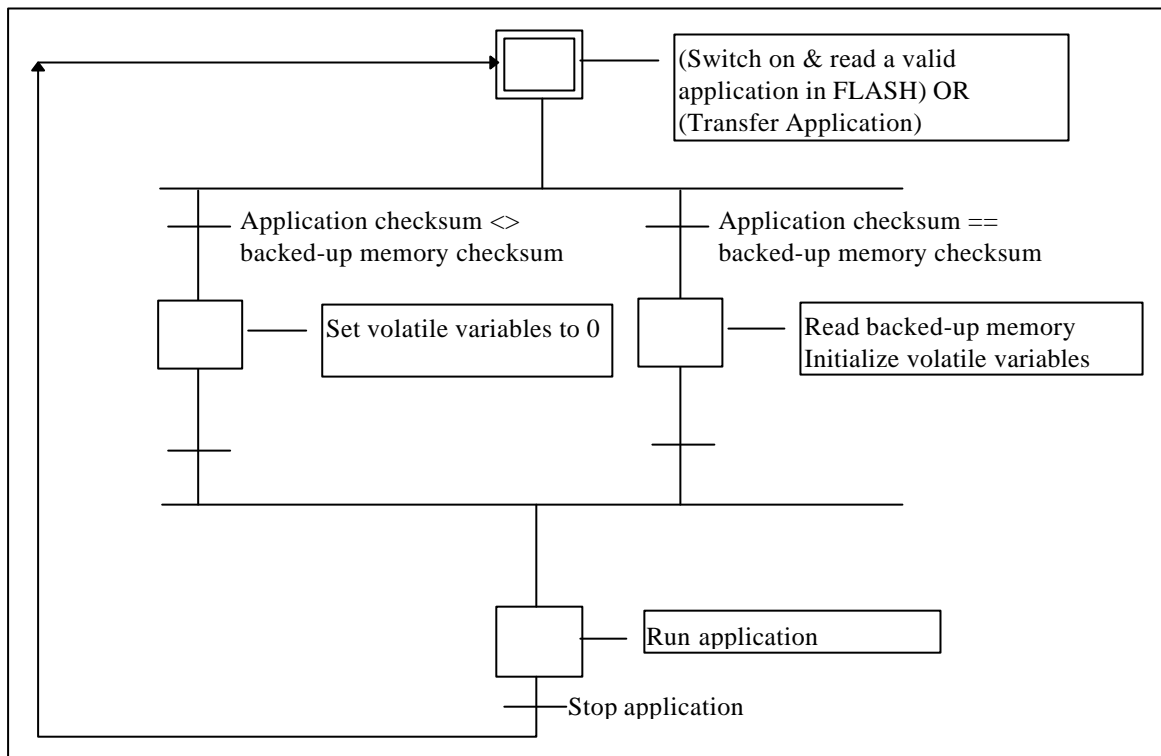 (Switch on & read a valid
application in FLASH) OR
(Transfer Application)
Application checksum <>
backed-up memory checksum
Application checksum ==
backed-up memory checksum
Set volatile variables to 0
Read backed-up memory
Initialize volatile variables
Run application
Stop application